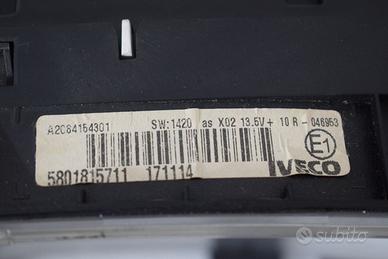 A2C84154301 SW:1420 as X02 13.5V + 10 R - 046953
E1
5801815711 171114 IVECO
subito